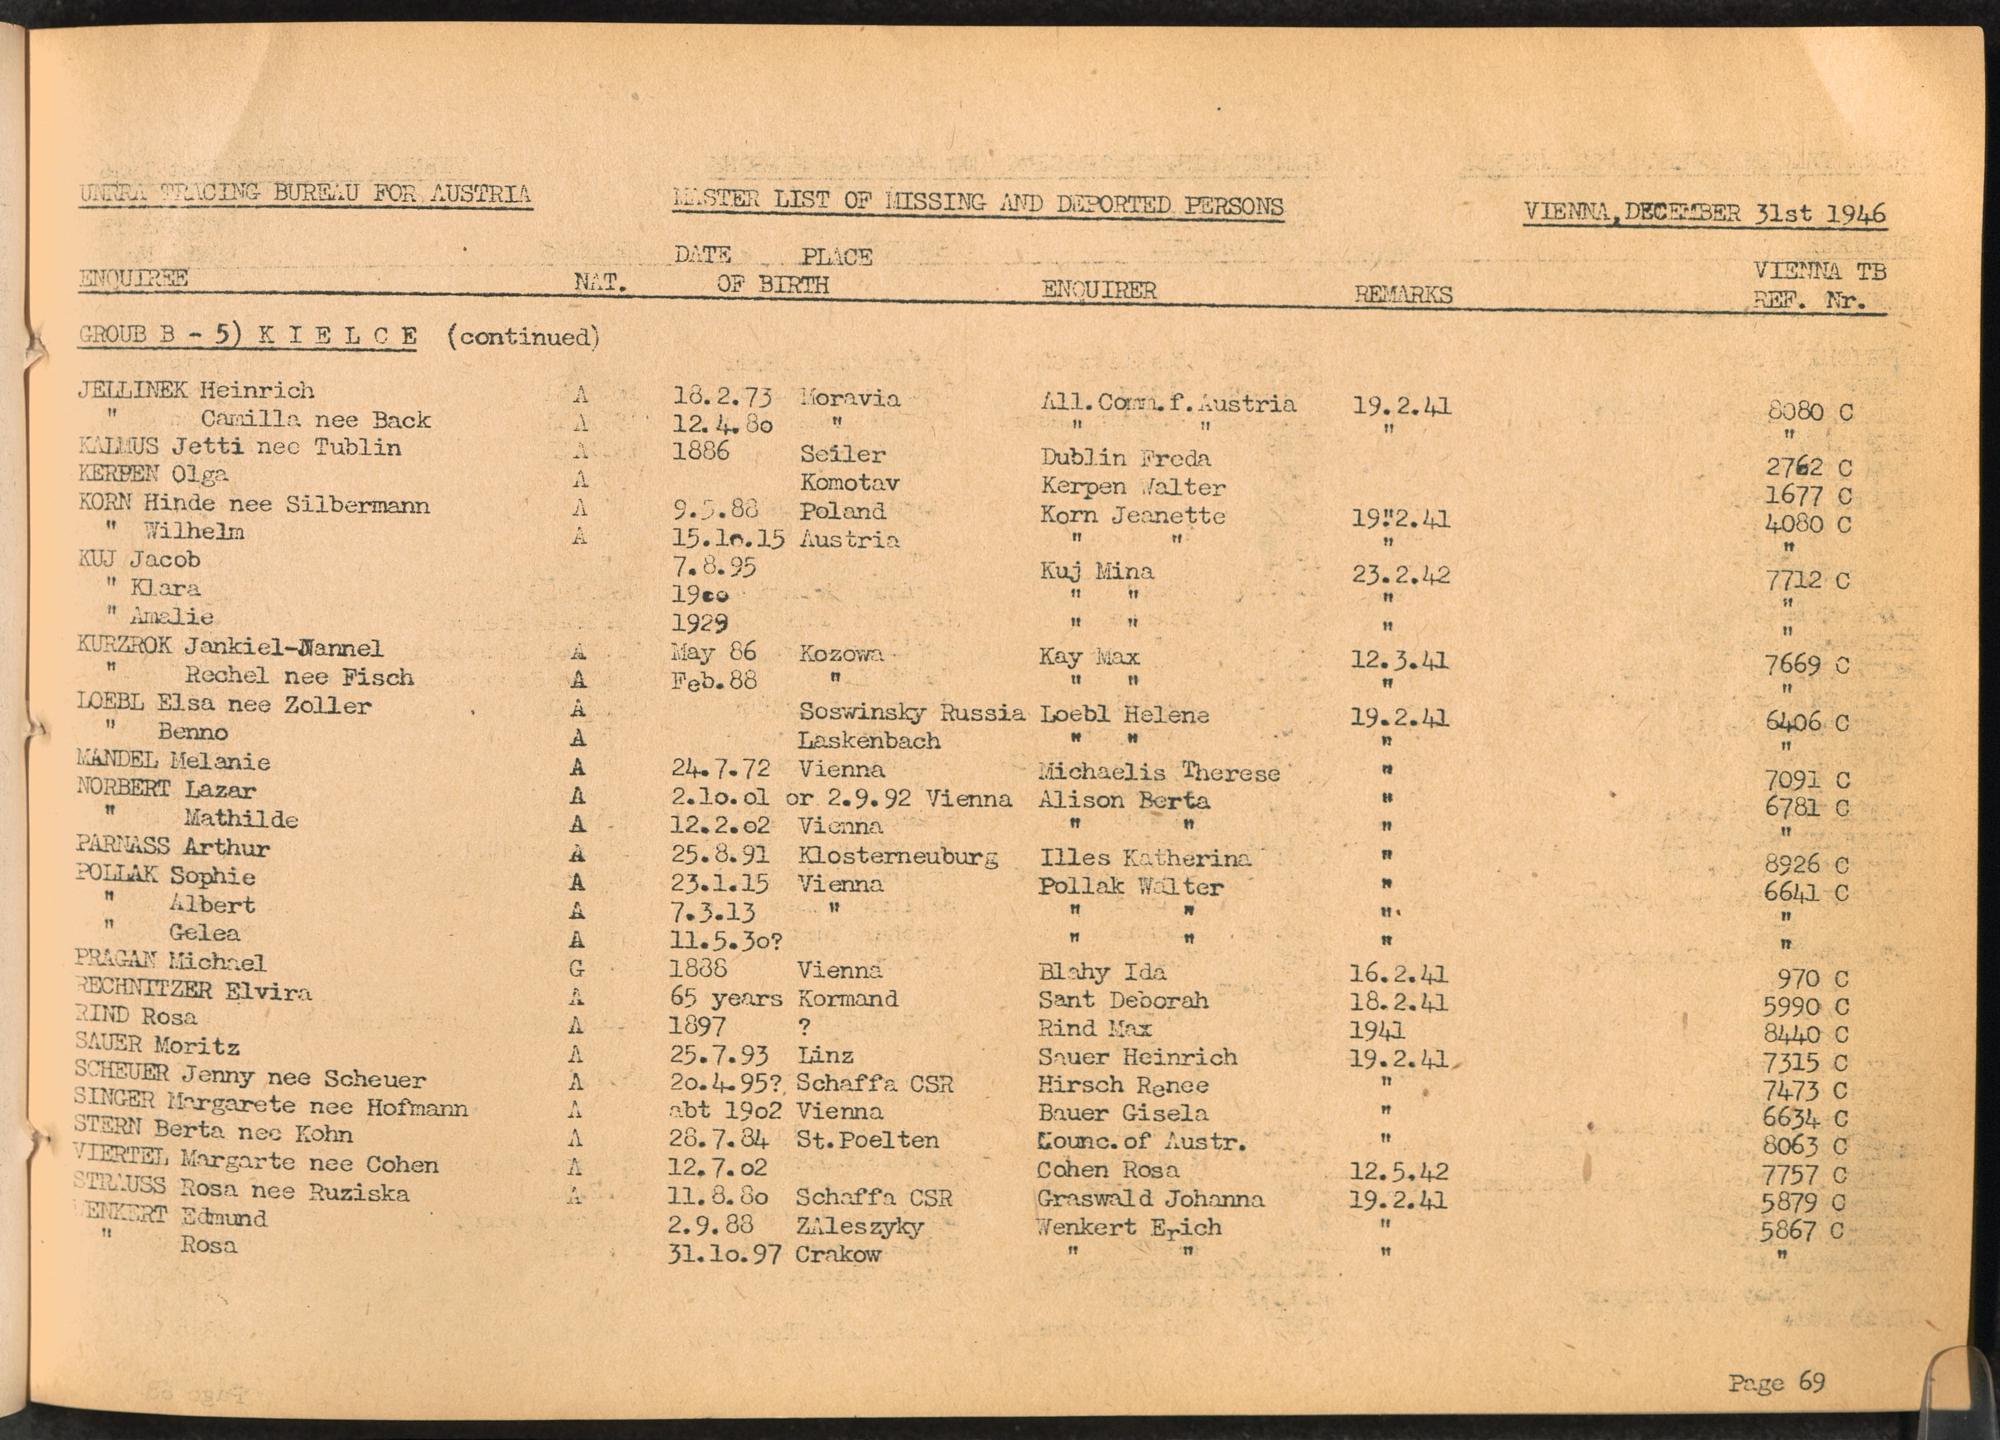 UNRRA TRACING BUREAU FOR AUSTRIA MASTER LIST OF MISSING AND DEPORTED PERSONS VIENNA, DECEMBER 31st 1946
DATE PLACE
ENQUIREE NAT. OF BIRTH ENQUIRER REMARKS VIENNA TB REF. Nr.
GROUB B - 5) K I E L C E (continued)
JELLINEK Heinrich A 18.2.73 Moravia All.Comm.f.Austria 19.2.41 8080 C
" Camilla nee Back A 12.4.80 " " " " "
KALMUS Jetti nee Tublin A 1886 Seiler Dublin Freda 2762 C
KERPEN Olga A Komotav Kerpen Walter 1677 C
KORN Hinde nee Silbermann A 9.5.88 Poland Korn Jeanette 19"2.41 4080 C
" Wilhelm A 15.10.15 Austria " " " "
KUJ Jacob 7.8.95 Kuj Mina 23.2.42 7712 C
" Klara 19oo " " " "
" Amalie 1929 " " " "
KURZROK Jankiel-Nannel A May 86 Kozowa Kay Max 12.3.41 7669 C
" Rechel nee Fisch A Feb.88 " " " " "
LOEBL Elsa nee Zoller A Soswinsky Russia Loebl Helene 19.2.41 6406 C
" Benno A Laskenbach " " " "
MANDEL Melanie A 24.7.72 Vienna Michaelis Therese " 7091 C
NORBERT Lazar A 2.1o.o1 or 2.9.92 Vienna Alison Berta " 6781 C
" Mathilde A 12.2.o2 Vienna " " " "
PARNASS Arthur A 25.8.91 Klosterneuburg Illes Katherina " 8926 C
POLLAK Sophie A 23.1.15 Vienna Pollak Walter " 6641 C
" Albert A 7.3.13 " " " " "
" Gelea A 11.5.3o? " " " "
PRAGAN Michael G 1888 Vienna Blahy Ida 16.2.41 970 C
RECHNITZER Elvira A 65 years Kormand Sant Deborah 18.2.41 5990 C
RIND Rosa A 1897 ? Rind Max 1941 8440 C
SAUER Moritz A 25.7.93 Linz Sauer Heinrich 19.2.41 7315 C
SCHEUER Jenny nee Scheuer A 2o.4.95? Schaffa CSR Hirsch Renee " 7473 C
SINGER Margarete nee Hofmann A abt 19o2 Vienna Bauer Gisela " 6634 C
STERN Berta nee Kohn A 28.7.84 St.Poelten Counc.of Austr. " 8063 C
VIERTEL Margarte nee Cohen A 12.7.o2 Cohen Rosa 12.5.42 7757 C
STRAUSS Rosa nee Ruziska A 11.8.8o Schaffa CSR Graswald Johanna 19.2.41 5879 C
WENKERT Edmund 2.9.88 ZAleszyky Wenkert Erich " 5867 C
" Rosa 31.1o.97 Crakow " " " "
Page 69